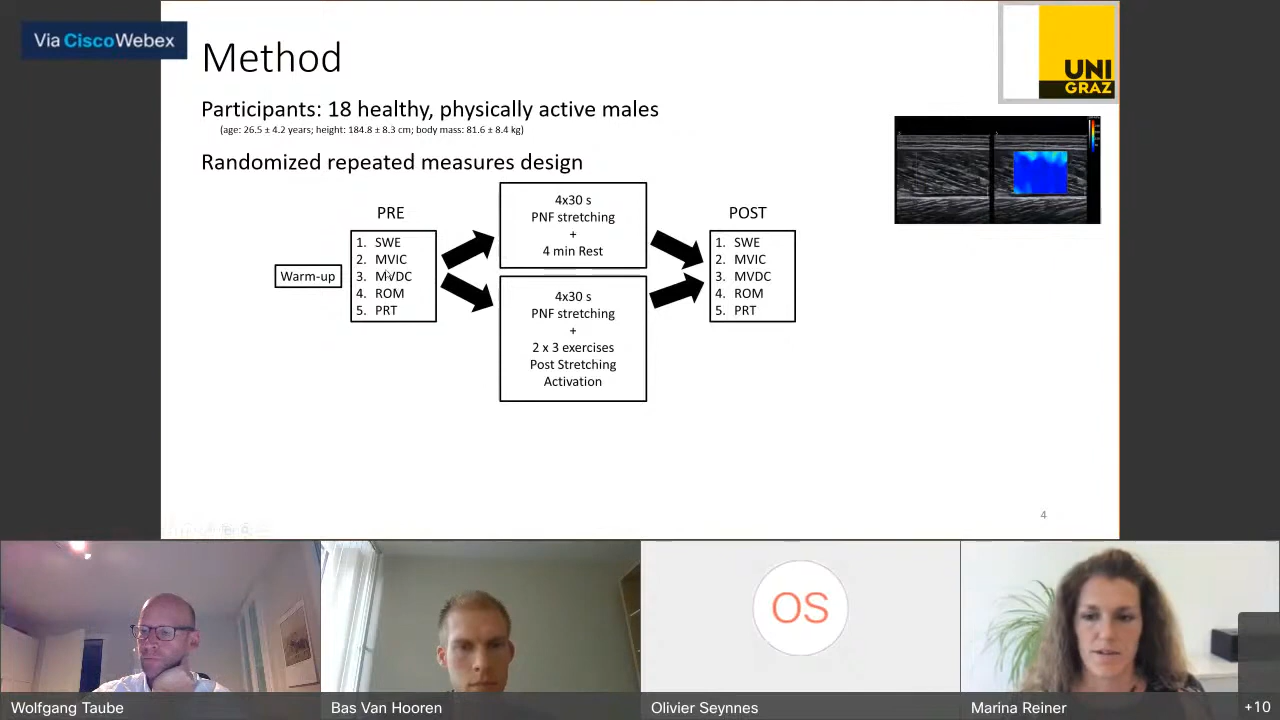 Via Cisco Webex
Method
UNI
GRAZ
Participants: 18 healthy, physically active males
(age: 26.5 ± 4.2 years; height: 184.8 ± 8.3 cm; body mass: 81.6 ± 8.4 kg)
Randomized repeated measures design
Warm-up
PRE
1. SWE
2. MVIC
3. MVDC
4. ROM
5. PRT
4x30 s
PNF stretching
+
4 min Rest
4x30 s
PNF stretching
+
2 x 3 exercises
Post Stretching
Activation
POST
1. SWE
2. MVIC
3. MVDC
4. ROM
5. PRT
4
OS
Wolfgang Taube
Bas Van Hooren
Olivier Seynnes
Marina Reiner
+10